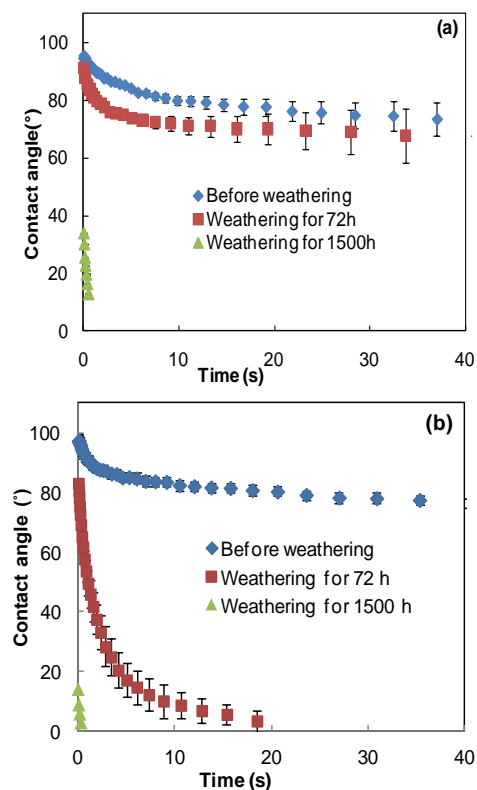 (a)
Contact angle(°)
100
80
60
40
20
0
Before weathering
Weathering for 72h
Weathering for 1500h
0 10 20 30 40
Time (s)
(b)
Contact angle (°)
100
80
60
40
20
0
Before weathering
Weathering for 72 h
Weathering for 1500 h
0 10 20 30 40
Time (s)